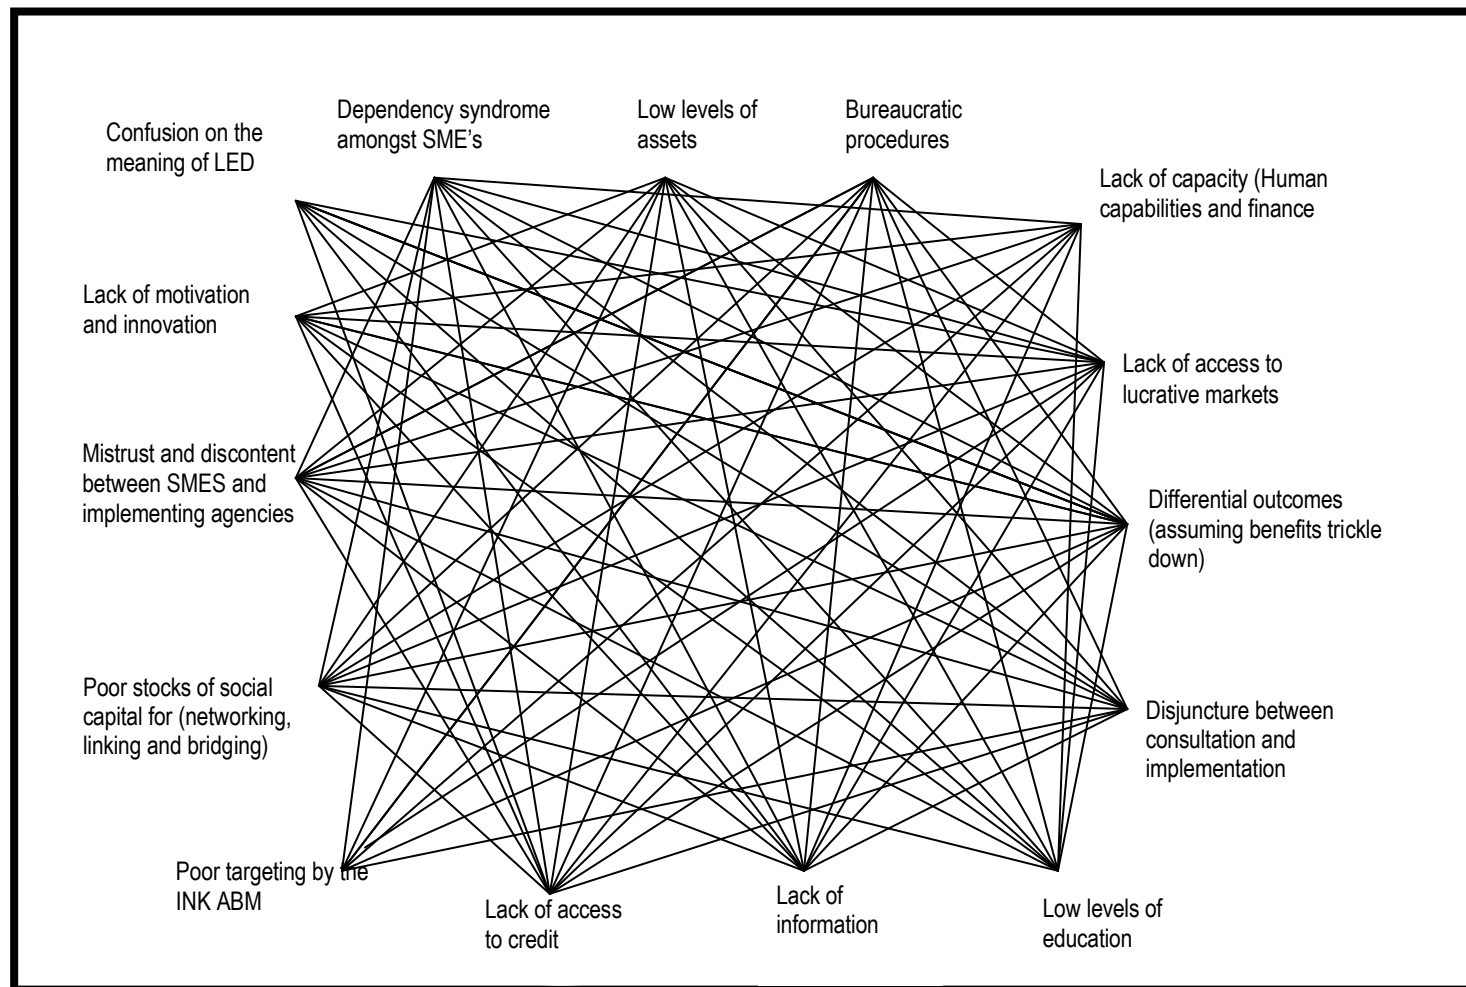 Confusion on the
meaning of LED
Dependency syndrome
amongst SME's
Low levels of
assets
Bureaucratic
procedures
Lack of capacity (Human
capabilities and finance
Lack of motivation
and innovation
Lack of access to
lucrative markets
Mistrust and discontent
between SMES and
implementing agencies
Differential outcomes
(assuming benefits trickle
down)
Poor stocks of social
capital for (networking,
linking and bridging)
Disjuncture between
consultation and
implementation
Poor targeting by the
INK ABM
Lack of access
to credit
Lack of
information
Low levels of
education